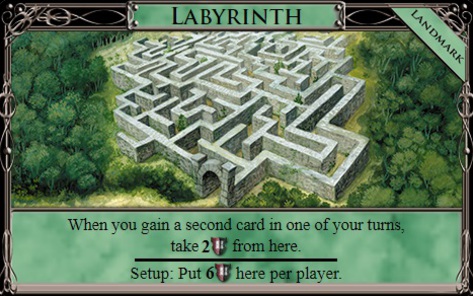 LABYRINTH
LANDMARK
When you gain a second card in one of your turns,
take 2 from here.
Setup: Put 6 here per player.